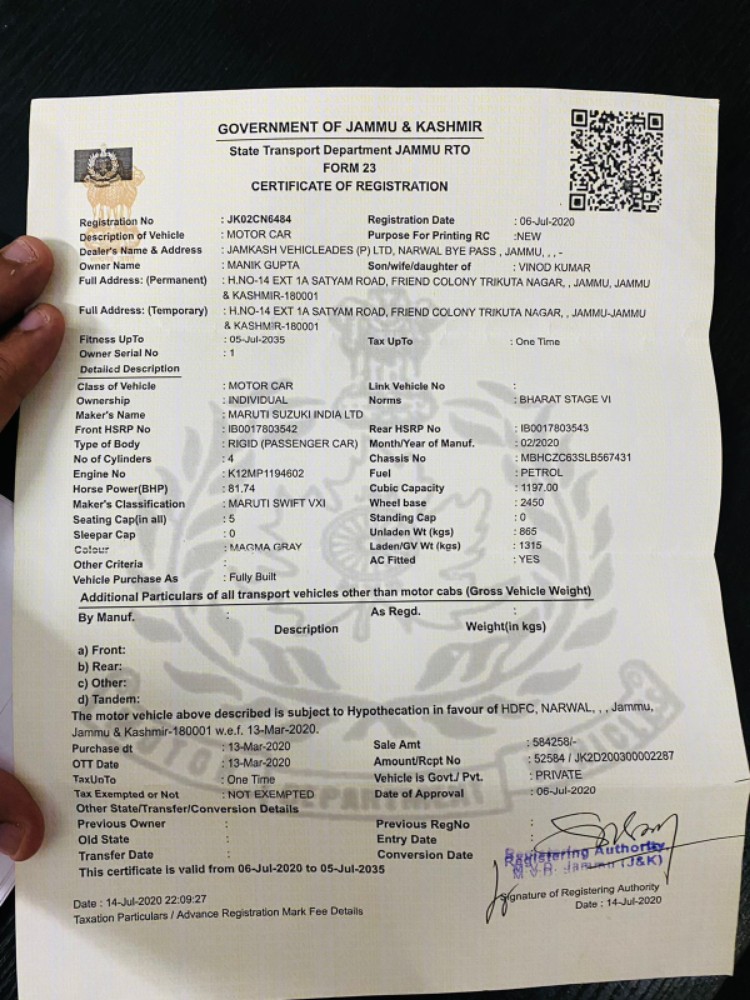 GOVERNMENT OF JAMMU & KASHMIR
State Transport Department JAMMU RTO
FORM 23
CERTIFICATE OF REGISTRATION
Registration No : JK02CN6484 Registration Date : 06-Jul-2020
Description of Vehicle : MOTOR CAR Purpose For Printing RC :NEW
Dealer's Name & Address : JAMKASH VEHICLEADES (P) LTD, NARWAL BYE PASS , JAMMU, , , -
Owner Name : MANIK GUPTA Son/wife/daughter of : VINOD KUMAR
Full Address: (Permanent) : H.NO-14 EXT 1A SATYAM ROAD, FRIEND COLONY TRIKUTA NAGAR, , JAMMU, JAMMU
& KASHMIR-180001
Full Address: (Temporary) : H.NO-14 EXT 1A SATYAM ROAD, FRIEND COLONY TRIKUTA NAGAR, , JAMMU-JAMMU
& KASHMIR-180001
Fitness UpTo : 05-Jul-2035 Tax UpTo : One Time
Owner Serial No : 1
Detailed Description
Class of Vehicle : MOTOR CAR Link Vehicle No :
Ownership : INDIVIDUAL Norms : BHARAT STAGE VI
Maker's Name : MARUTI SUZUKI INDIA LTD
Front HSRP No : IB0017803542 Rear HSRP No : IB0017803543
Type of Body : RIGID (PASSENGER CAR) Month/Year of Manuf. : 02/2020
No of Cylinders : 4 Chassis No : MBHCZC63SLB567431
Engine No : K12MP1194602 Fuel : PETROL
Horse Power(BHP) : 81.74 Cubic Capacity : 1197.00
Maker's Classification : MARUTI SWIFT VXI Wheel base : 2450
Seating Cap(in all) : 5 Standing Cap : 0
Sleepar Cap : 0 Unladen Wt (kgs) : 865
Colour : MAGMA GRAY Laden/GV Wt (kgs) : 1315
Other Criteria : AC Fitted : YES
Vehicle Purchase As : Fully Built
Additional Particulars of all transport vehicles other than motor cabs (Gross Vehicle Weight)
By Manuf. : As Regd. :
Description Weight(in kgs)
a) Front:
b) Rear:
c) Other:
d) Tandem:
The motor vehicle above described is subject to Hypothecation in favour of HDFC, NARWAL, , , Jammu,
Jammu & Kashmir-180001 w.e.f. 13-Mar-2020.
Purchase dt : 13-Mar-2020 Sale Amt : 584258/-
OTT Date : 13-Mar-2020 Amount/Rcpt No : 52584 / JK2D200300002287
TaxUpTo : One Time Vehicle is Govt./ Pvt. : PRIVATE
Tax Exempted or Not : NOT EXEMPTED Date of Approval : 06-Jul-2020
Other State/Transfer/Conversion Details
Previous Owner : Previous RegNo :
Old State : Entry Date :
Transfer Date : Conversion Date
This certificate is valid from 06-Jul-2020 to 05-Jul-2035
Registering Authority
M.V.D. Jammu (J&K)
Signature of Registering Authority
Date : 14-Jul-2020
Date : 14-Jul-2020 22:09:27
Taxation Particulars / Advance Registration Mark Fee Details